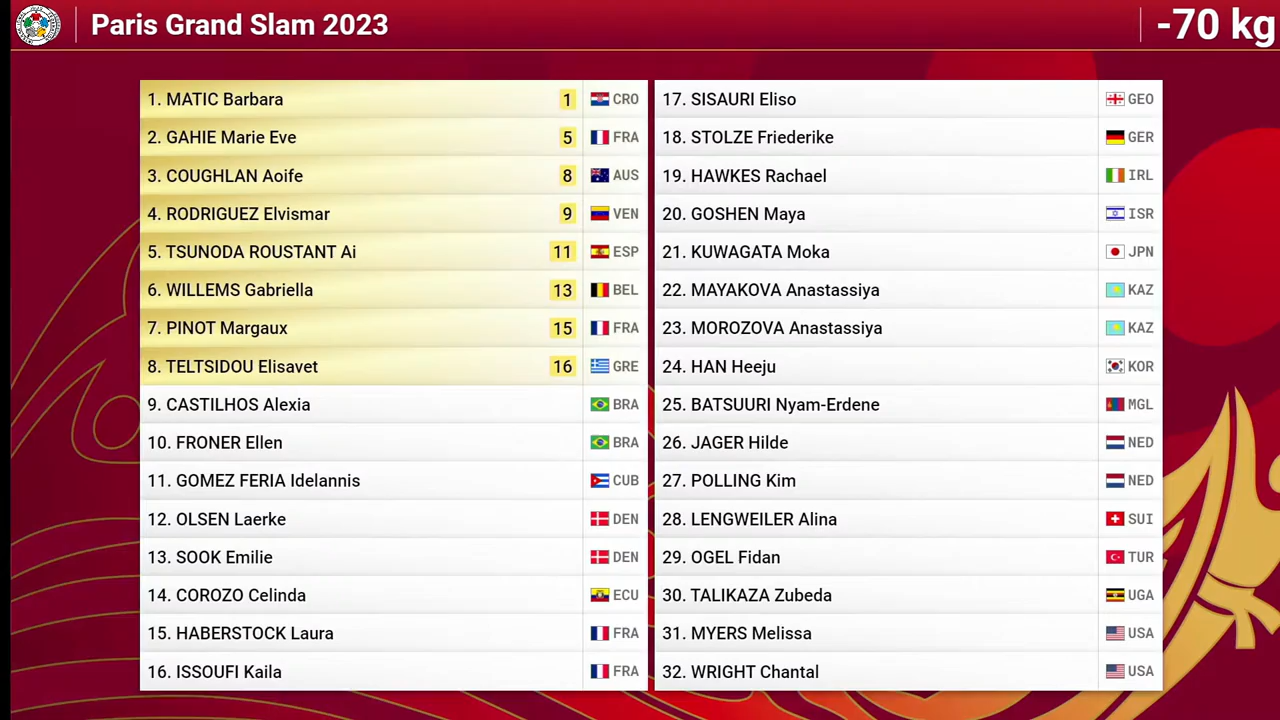 Paris Grand Slam 2023
-70 kg
1. MATIC Barbara 1 CRO
2. GAHIE Marie Eve 5 FRA
3. COUGHLAN Aoife 8 AUS
4. RODRIGUEZ Elvismar 9 VEN
5. TSUNODA ROUSTANT Ai 11 ESP
6. WILLEMS Gabriella 13 BEL
7. PINOT Margaux 15 FRA
8. TELTSIDOU Elisavet 16 GRE
9. CASTILHOS Alexia BRA
10. FRONER Ellen BRA
11. GOMEZ FERIA Idelannis CUB
12. OLSEN Laerke DEN
13. SOOK Emilie DEN
14. COROZO Celinda ECU
15. HABERSTOCK Laura FRA
16. ISSOUFI Kaila FRA
17. SISAURI Eliso GEO
18. STOLZE Friederike GER
19. HAWKES Rachael IRL
20. GOSHEN Maya ISR
21. KUWAGATA Moka JPN
22. MAYAKOVA Anastassiya KAZ
23. MOROZOVA Anastassiya KAZ
24. HAN Heeju KOR
25. BATSUURI Nyam-Erdene MGL
26. JAGER Hilde NED
27. POLLING Kim NED
28. LENGWEILER Alina SUI
29. OGEL Fidan TUR
30. TALIKAZA Zubeda UGA
31. MYERS Melissa USA
32. WRIGHT Chantal USA